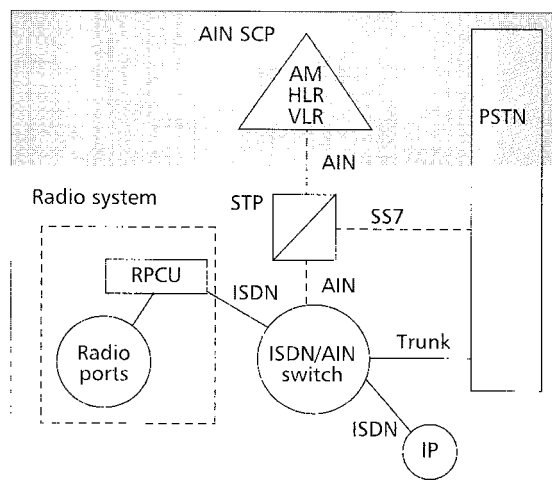 AIN SCP
AM
HLR
VLR
PSTN
AIN
Radio system
STP
SS7
RPCU
ISDN
AIN
Radio
ports
ISDN/AIN
switch
Trunk
ISDN
IP